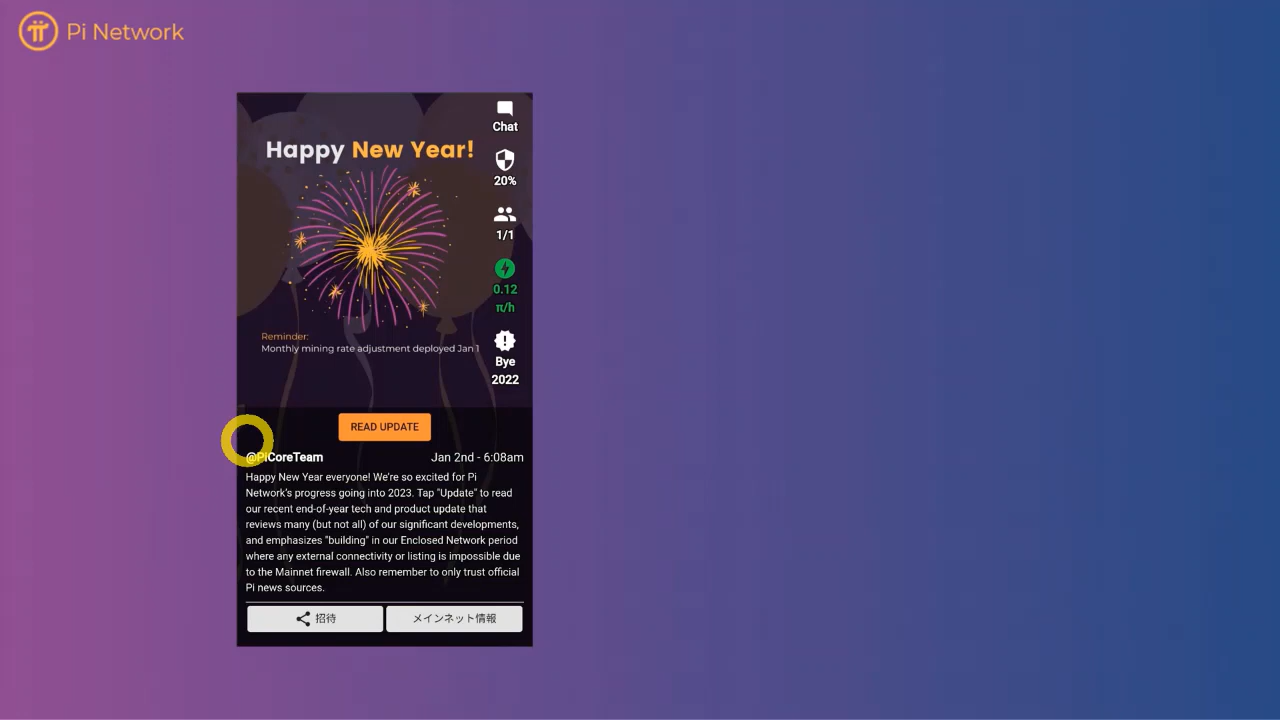 Pi Network
Chat
Happy New Year!
20%
1/1
0.12
π/h
Reminder:
Monthly mining rate adjustment deployed Jan 1
Bye
2022
READ UPDATE
@PiCoreTeam Jan 2nd - 6:08am
Happy New Year everyone! We're so excited for Pi
Network's progress going into 2023. Tap "Update" to read
our recent end-of-year tech and product update that
reviews many (but not all) of our significant developments,
and emphasizes "building" in our Enclosed Network period
where any external connectivity or listing is impossible due
to the Mainnet firewall. Also remember to only trust official
Pi news sources.
招待 メインネット情報